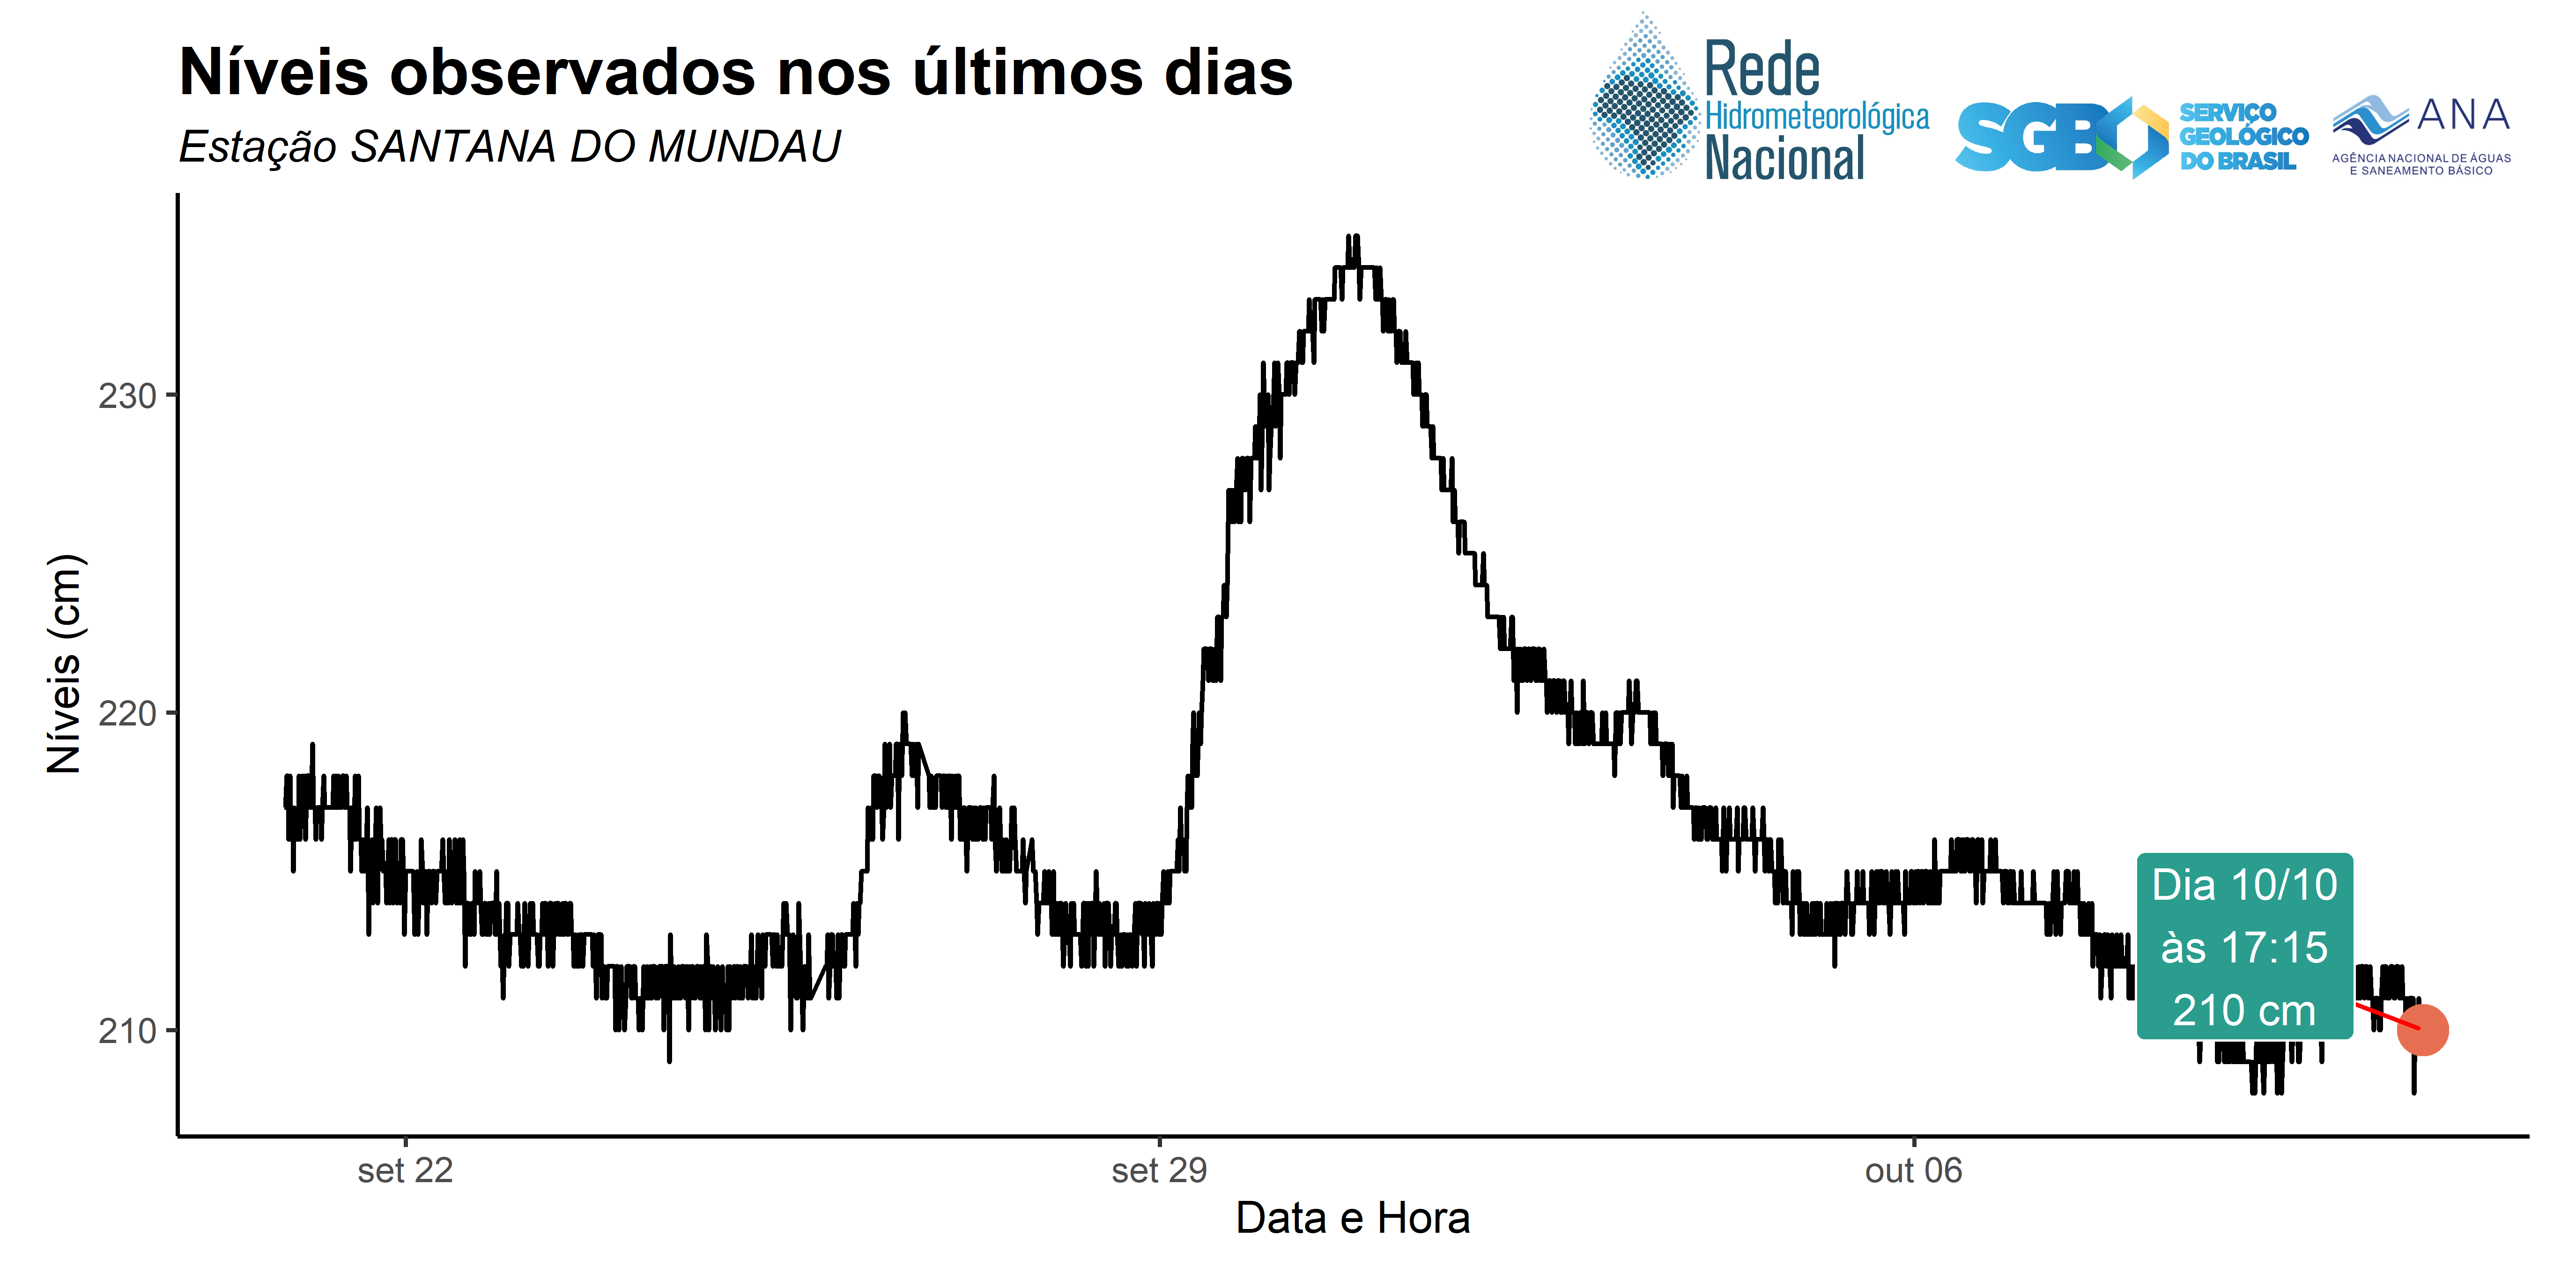 Níveis observados nos últimos dias
Estação SANTANA DO MUNDAU
Rede
Hidrometeorológica
Nacional
SGB
SERVIÇO
GEOLÓGICO
DO BRASIL
ANA
AGÊNCIA NACIONAL DE ÁGUAS
E SANEAMENTO BÁSICO
Níveis (cm)
230
220
210
Dia 10/10
às 17:15
210 cm
set 22
set 29
out 06
Data e Hora